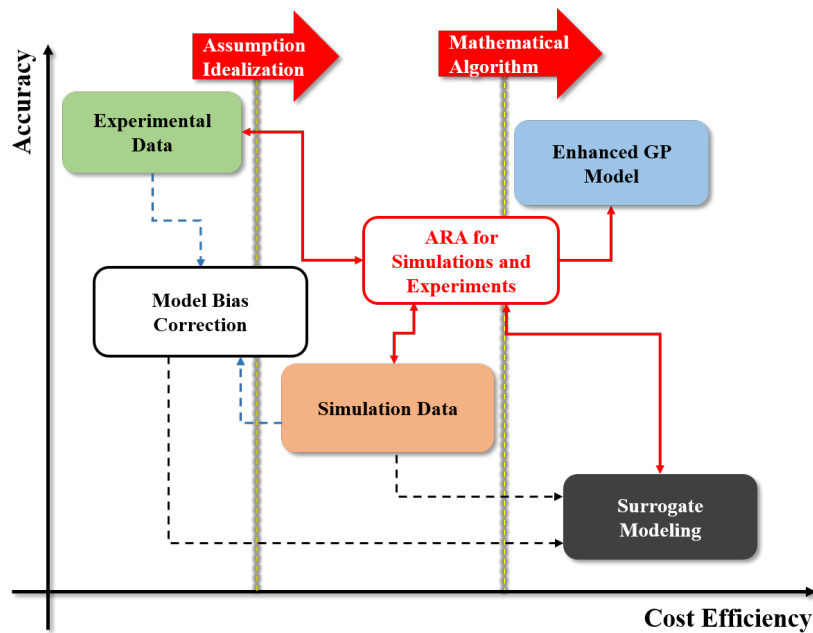 Assumption
Idealization
Mathematical
Algorithm
Accuracy
Experimental
Data
Enhanced GP
Model
ARA for
Simulations and
Experiments
Model Bias
Correction
Simulation Data
Surrogate
Modeling
Cost Efficiency